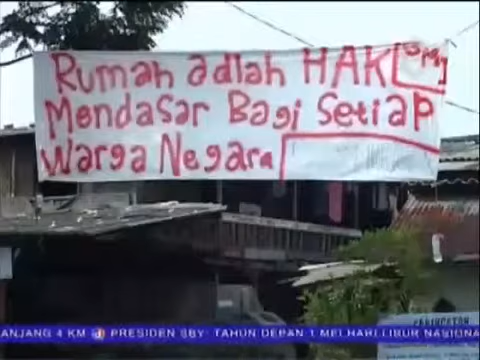 Rumah adlah HAK
Mendasar Bagi Setiap
Warga Negara
ANJANG 4 KM PRESIDEN SBY: TAHUN DEPAN 1 MEI HARI LIBUR NASIONA